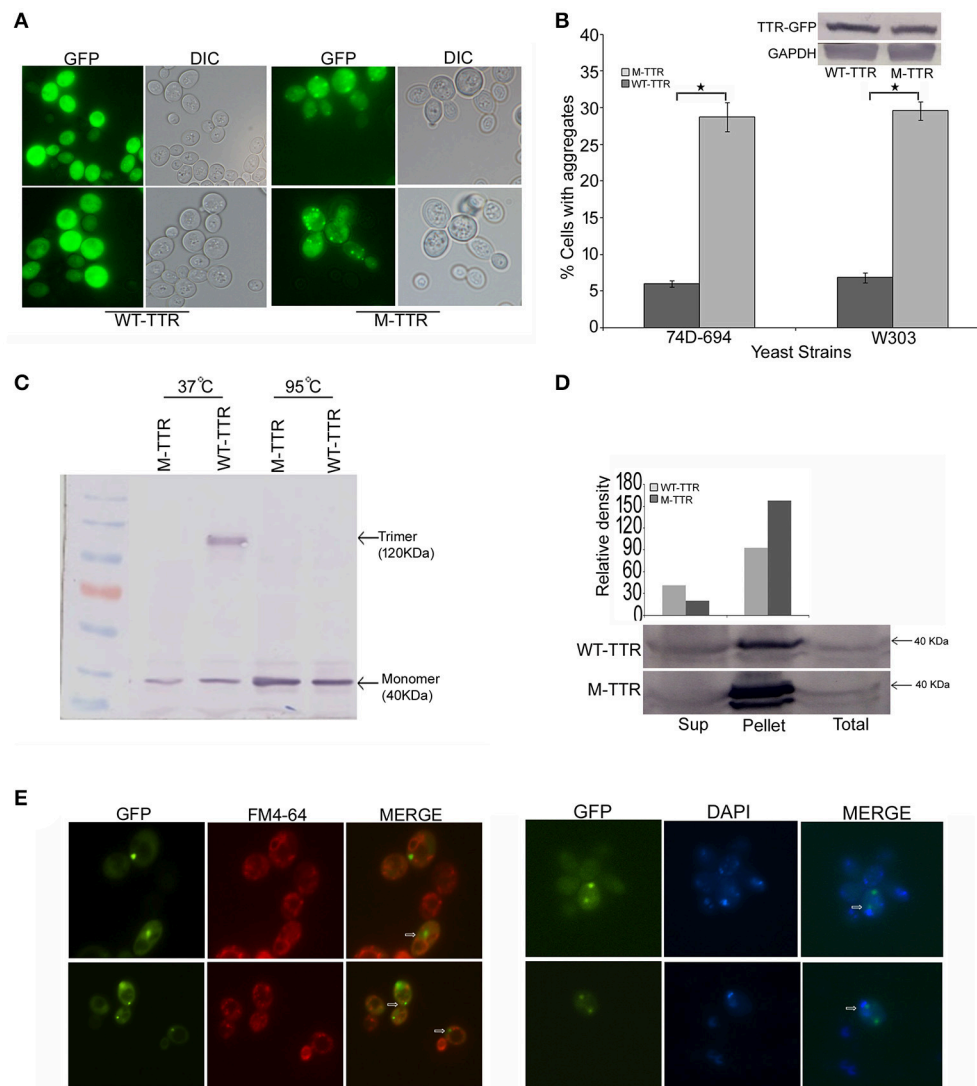 A
GFP
DIC
GFP
DIC
WT-TTR
M-TTR
B
TTR-GFP
GAPDH
WT-TTR
M-TTR
M-TTR
WT-TTR
% Cells with aggregates
40
35
30
25
20
15
10
5
0
74D-694
W303
Yeast Strains
C
37°C
95°C
M-TTR
WT-TTR
M-TTR
WT-TTR
Trimer
(120KDa)
Monomer
(40KDa)
D
Relative density
180
150
120
90
60
30
0
WT-TTR
M-TTR
WT-TTR
40 KDa
M-TTR
40 KDa
Sup
Pellet
Total
E
GFP
FM4-64
MERGE
GFP
DAPI
MERGE